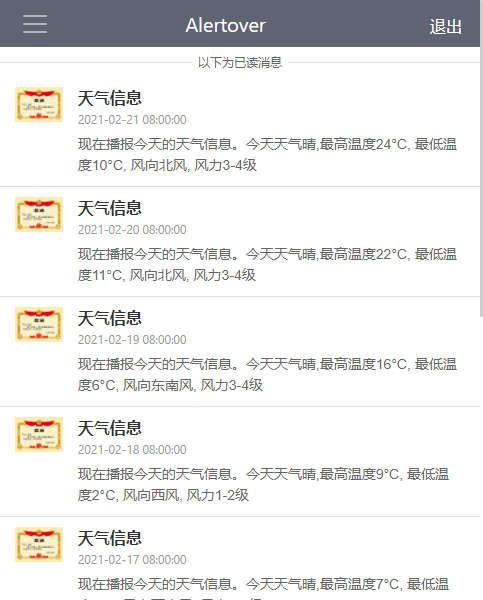 Alertover
退出
以下为已读消息
天气信息
2021-02-21 08:00:00
现在播报今天的天气信息。今天天气晴,最高温度24°C, 最低温
度10°C, 风向北风, 风力3-4级
天气信息
2021-02-20 08:00:00
现在播报今天的天气信息。今天天气晴,最高温度22°C, 最低温
度11°C, 风向北风, 风力3-4级
天气信息
2021-02-19 08:00:00
现在播报今天的天气信息。今天天气晴,最高温度16°C, 最低温
度6°C, 风向东南风, 风力3-4级
天气信息
2021-02-18 08:00:00
现在播报今天的天气信息。今天天气晴,最高温度9°C, 最低温
度2°C, 风向西风, 风力1-2级
天气信息
2021-02-17 08:00:00
现在播报今天的天气信息。今天天气晴,最高温度7°C, 最低温